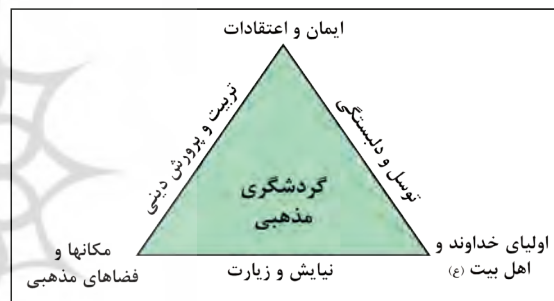 ایمان و اعتقادات
تربیت و پرورش دینی
توسل و دلبستگی
گردشگری
مذهبی
اولیای خداوند و
اهل بیت (ع)
مکانها و
فضاهای مذهبی
نیایش و زیارت